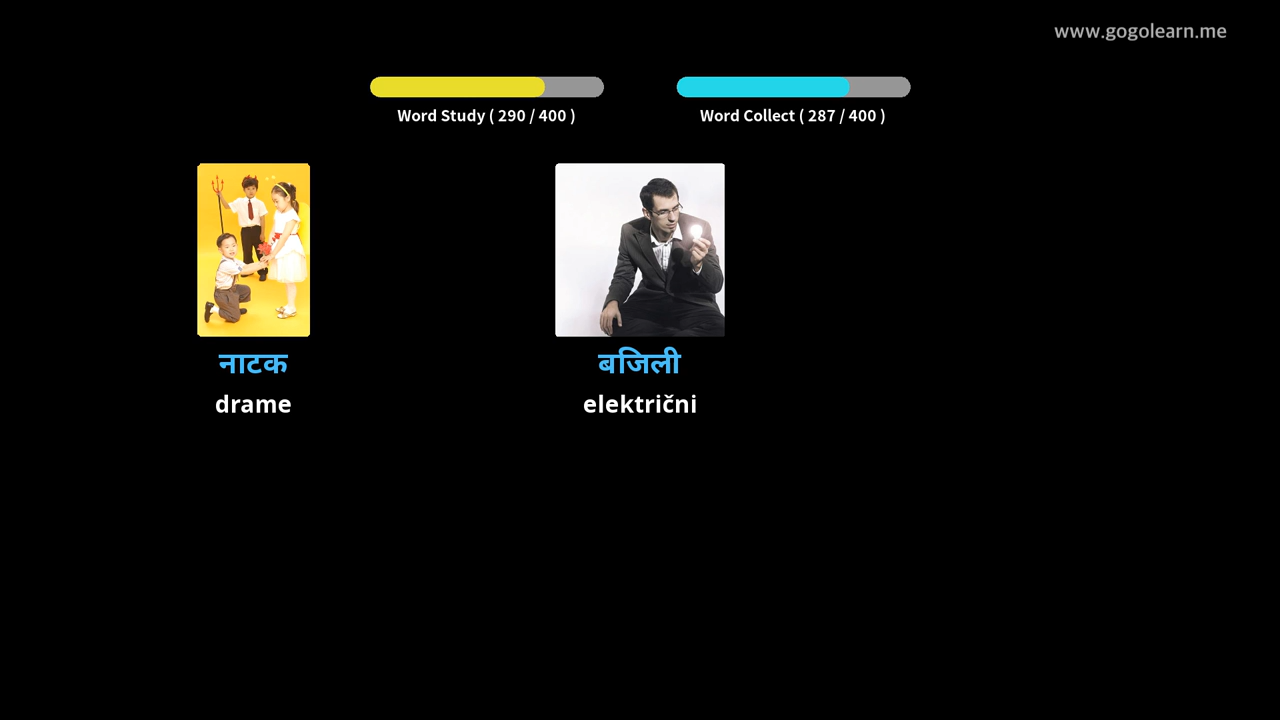 www.gogolearn.me
Word Study ( 290 / 400 )
Word Collect ( 287 / 400 )
नाटक
drame
बजिली
električni